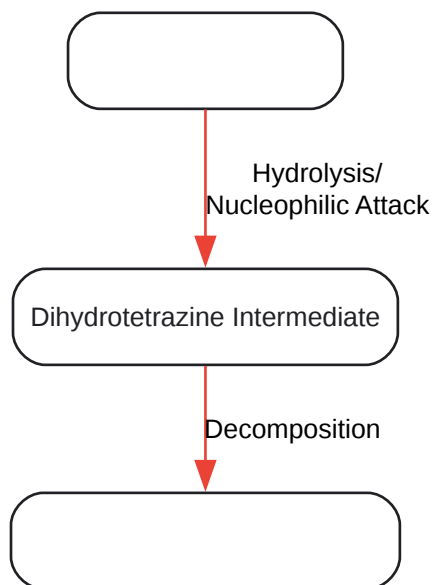 Hydrolysis/
Nucleophilic Attack
Dihydrotetrazine Intermediate
Decomposition